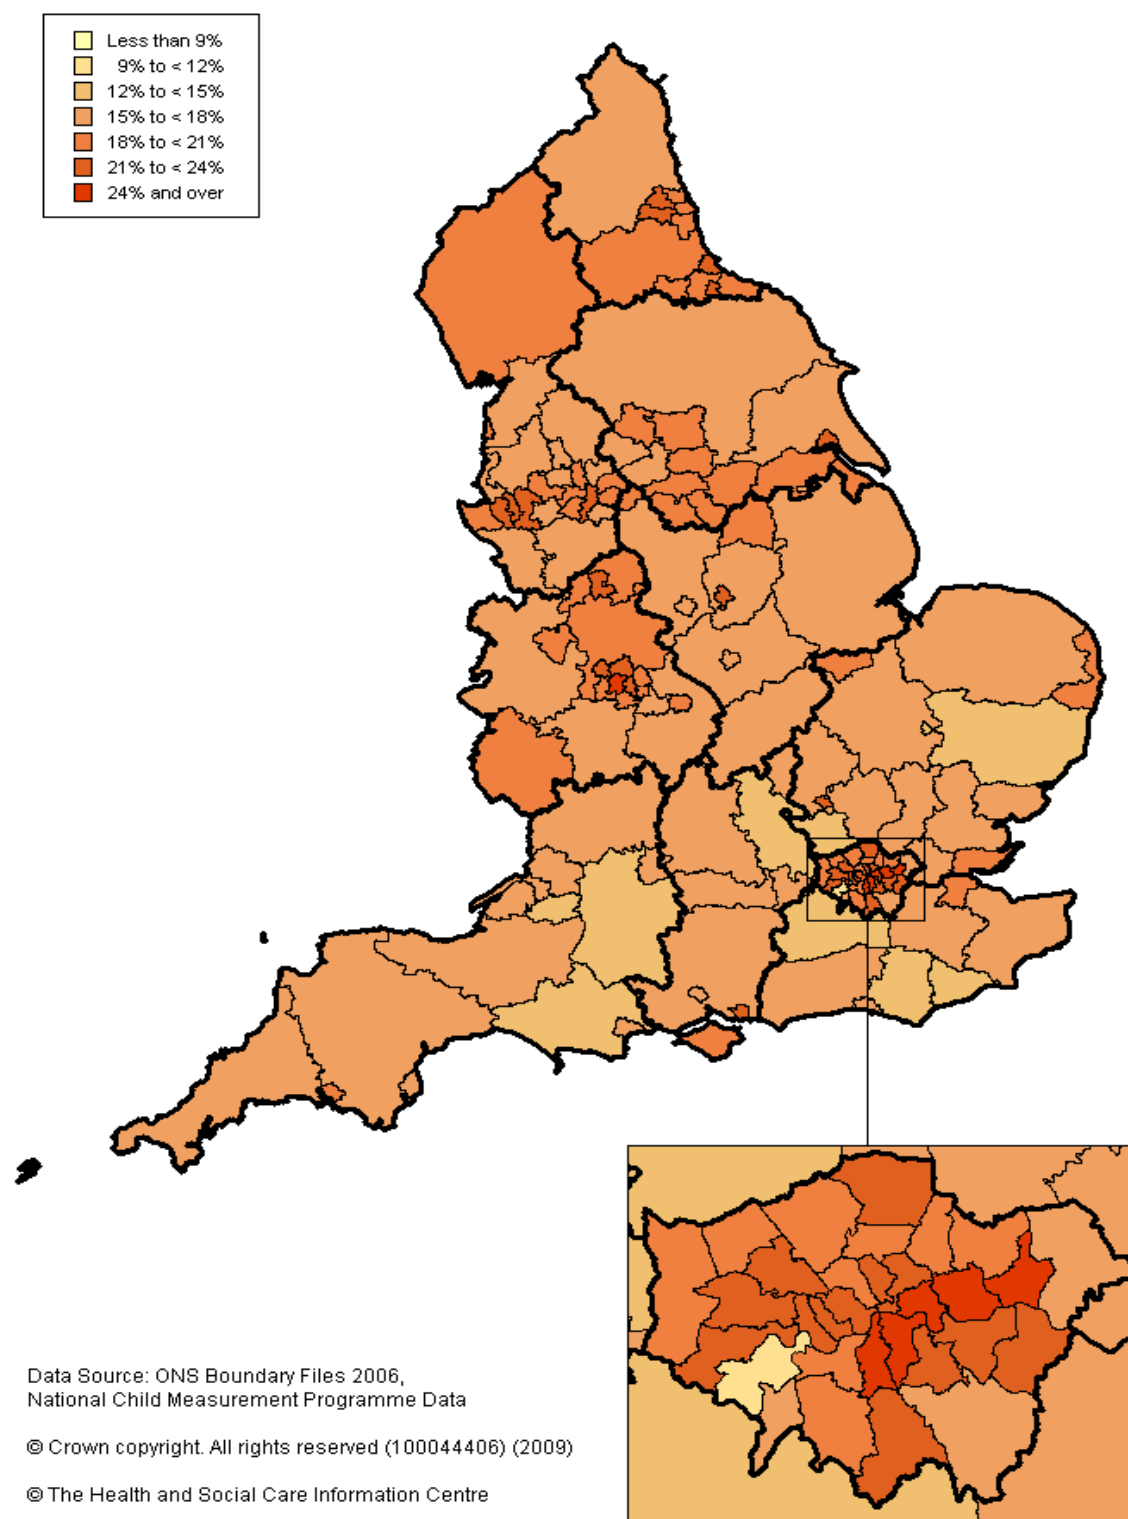 Less than 9%
9% to < 12%
12% to < 15%
15% to < 18%
18% to < 21%
21% to < 24%
24% and over
Data Source: ONS Boundary Files 2006,
National Child Measurement Programme Data
© Crown copyright. All rights reserved (100044406) (2009)
© The Health and Social Care Information Centre